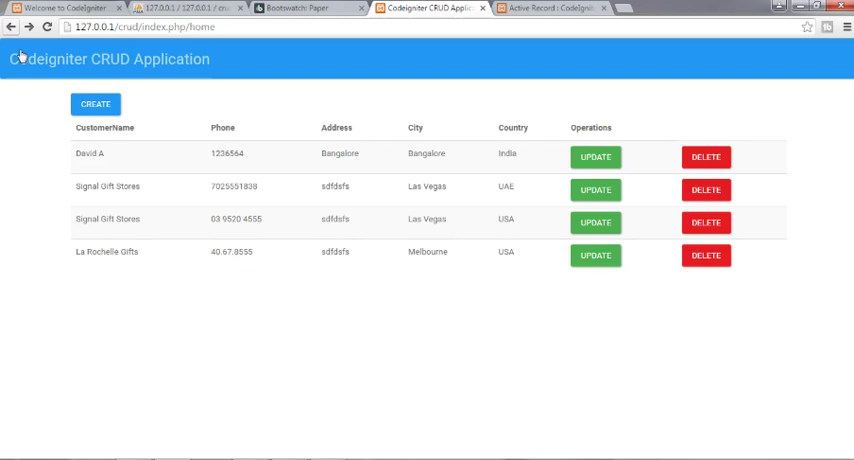 Welcome to CodeIgniter
127.0.0.1 / 127.0.0.1 / crud
Bootswatch: Paper
Codeigniter CRUD Applic
Active Record : CodeIgnite
127.0.0.1/crud/index.php/home
Codeigniter CRUD Application
CREATE
CustomerName Phone Address City Country Operations
David A 1236564 Bangalore Bangalore India UPDATE DELETE
Signal Gift Stores 7025551838 sdfdsfs Las Vegas UAE UPDATE DELETE
Signal Gift Stores 03 9520 4555 sdfdsfs Las Vegas USA UPDATE DELETE
La Rochelle Gifts 40.67.8555 sdfdsfs Melbourne USA UPDATE DELETE